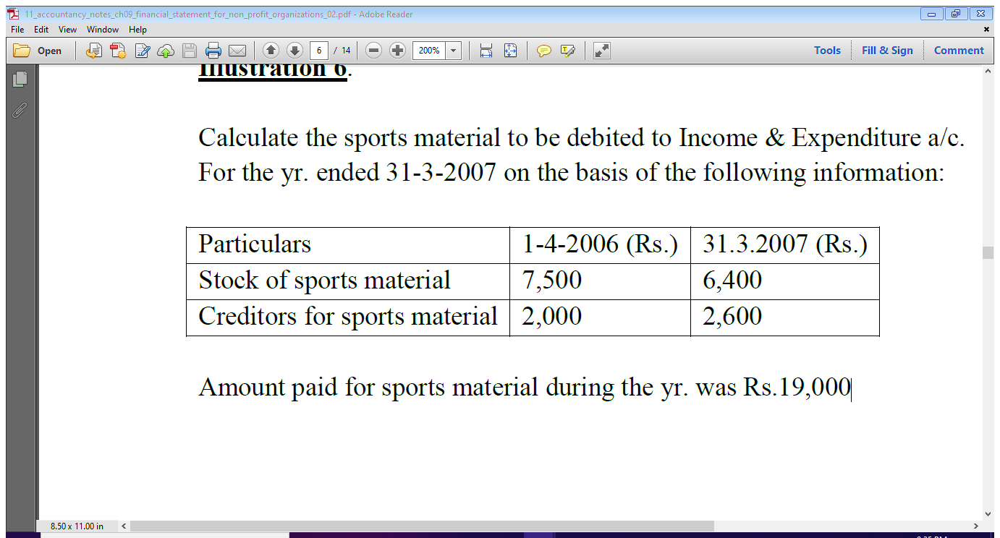 11_accountancy_notes_ch09_financial_statement_for_non_profit_organizations_02.pdf - Adobe Reader
File Edit View Window Help
Open 6 / 14 200% Tools Fill & Sign Comment
Illustration 6.
Calculate the sports material to be debited to Income & Expenditure a/c.
For the yr. ended 31-3-2007 on the basis of the following information:
Particulars 1-4-2006 (Rs.) 31.3.2007 (Rs.)
Stock of sports material 7,500 6,400
Creditors for sports material 2,000 2,600
Amount paid for sports material during the yr. was Rs.19,000
8.50 x 11.00 in